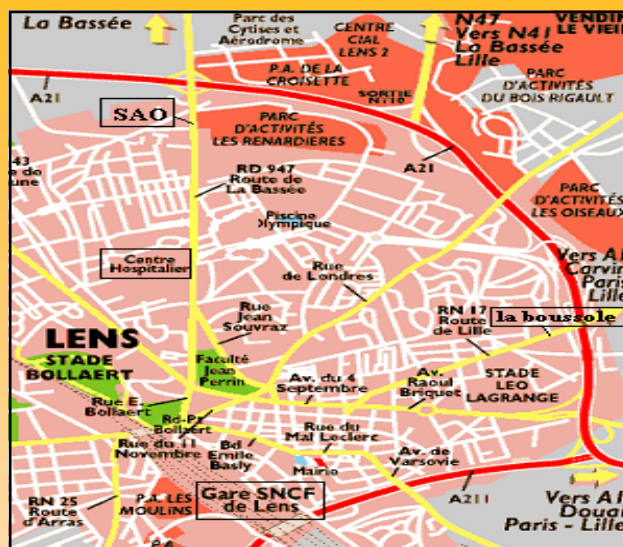 La Bassée
Parc des
Cytises et
Aérodrome
CENTRE
CIAL
LENS 2
N47
Vers N41
La Bassée
Lille
VENDIN
LE VIEIL
P.A. DE LA
CROISETTE
SORTIE
PARC
D'ACTIVITÉS
DU BOIS RIGAULT
A21
SAO
PARC
D'ACTIVITÉS
LES RENARDIERES
A21
43
RD 947
Route de
La Bassée
PARC
D'ACTIVITÉS
LES OISEAUX
Piscine
Olympique
Centre
Hospitalier
Rue
de Londres
Vers A1
Carvin
Paris
Lille
Rue
Jean
Souvraz
RN 17
Route
de Lille
la boussole
LENS
STADE
BOLLAERT
Faculté
Jean
Perrin
Av. du 4
Septembre
Av.
Raoul
Briquet
STADE
LEO
LAGRANGE
Rue E.
Bollaert
Rd-Pt
Bollaert
Rue du 11
Novembre
Bd
Emile
Basly
Rue du
Mal Leclerc
Mairie
Av. de
Varsovie
RN 25
Route
d'Arras
P.A. LES
MOULINS
Gare SNCF
de Lens
A211
Vers A1
Douai
Paris - Lille
P.A